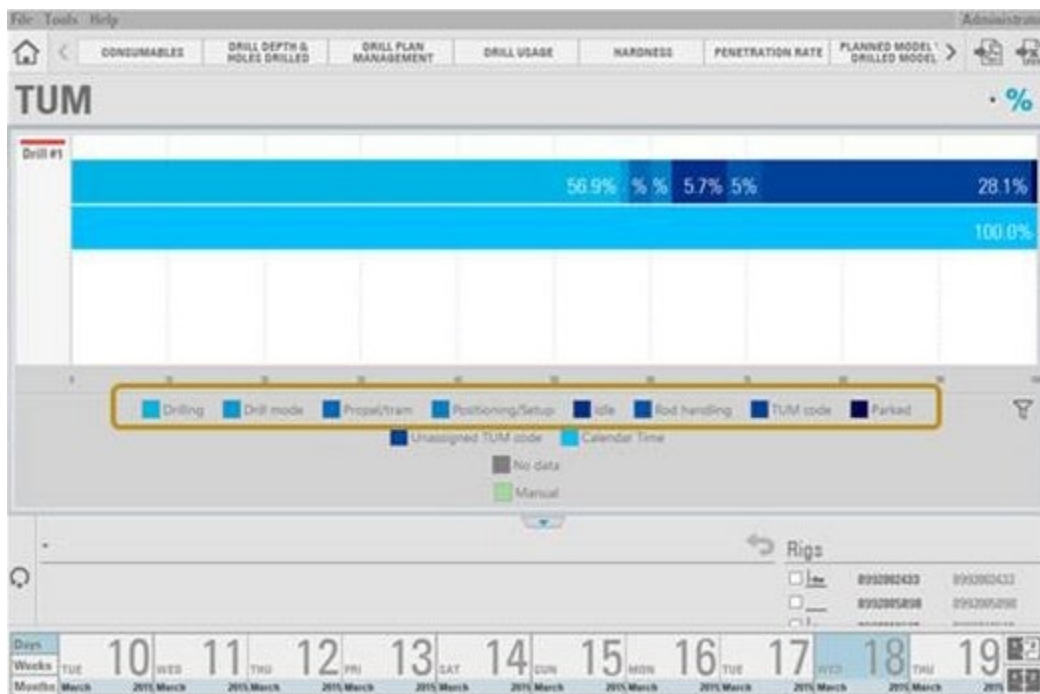 File Tools Help Administrato
CONSUMABLES
DRILL DEPTH &
HOLES DRILLED
DRILL PLAN
MANAGEMENT
DRILL USAGE
HARDNESS
PENETRATION RATE
PLANNED MODEL
DRILLED MODEL
TUM
%
Drill #1
56.9% % % 5.7% 5% 28.1%
100.0%
Drilling Drill mode Propel/tram Positioning/Setup Idle Rod handling TUM code Parked
Unassigned TUM code Calendar Time
No data
Manual
Rigs
8992002433 8992002433
8992005898 8992005898
Days
Weeks
Months
TUE 10 WED 11 THU 12 FRI 13 SAT 14 SUN 15 MON 16 TUE 17 WED 18 THU 19
March 2015 March 2015 March 2015 March 2015 March 2015 March 2015 March 2015 March 2015 March 2015 March 2015